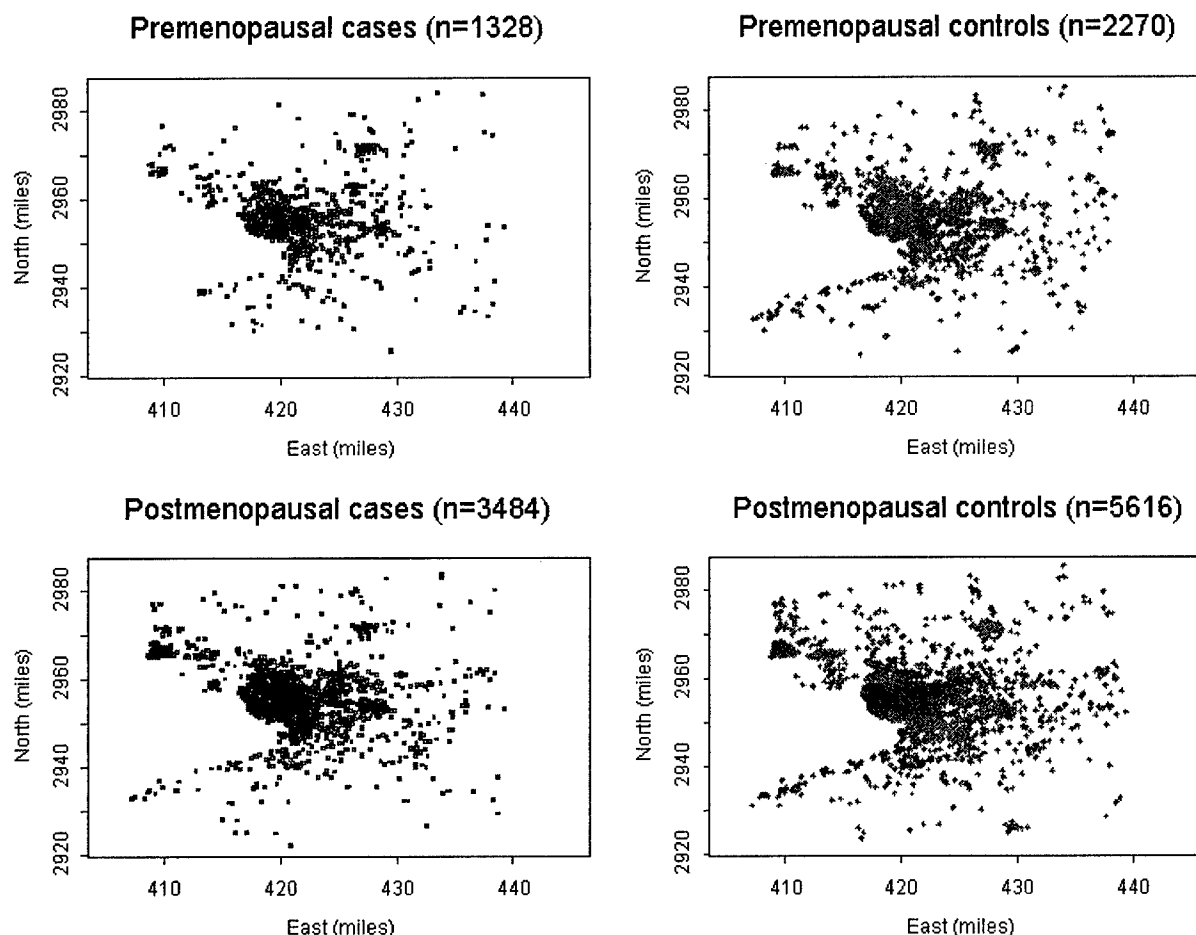 Premenopausal cases (n=1328)
Premenopausal controls (n=2270)
North (miles)
2920 2940 2960 2980
410 420 430 440
East (miles)
North (miles)
2920 2940 2960 2980
410 420 430 440
East (miles)
Postmenopausal cases (n=3484)
Postmenopausal controls (n=5616)
North (miles)
2920 2940 2960 2980
410 420 430 440
East (miles)
North (miles)
2920 2940 2960 2980
410 420 430 440
East (miles)